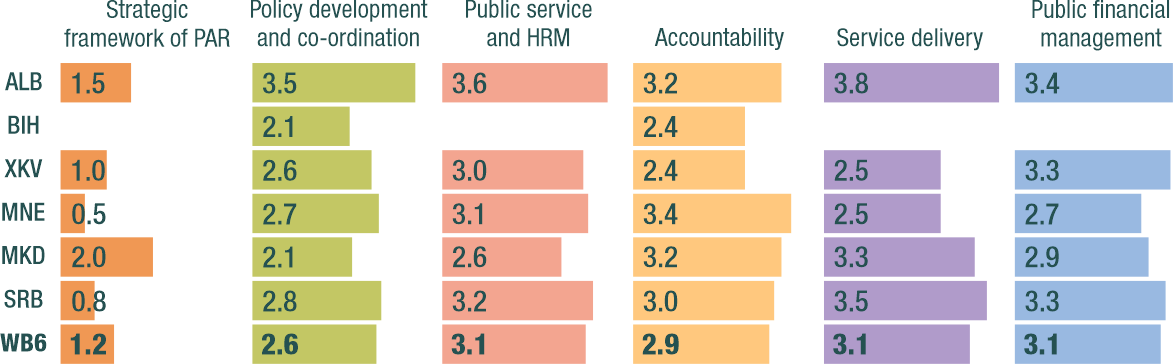 Strategic
framework of PAR
Policy development
and co-ordination
Public service
and HRM
Accountability
Service delivery
Public financial
management
ALB 1.5 3.5 3.6 3.2 3.8 3.4
BIH 2.1 2.4
XKV 1.0 2.6 3.0 2.4 2.5 3.3
MNE 0.5 2.7 3.1 3.4 2.5 2.7
MKD 2.0 2.1 2.6 3.2 3.3 2.9
SRB 0.8 2.8 3.2 3.0 3.5 3.3
WB6 1.2 2.6 3.1 2.9 3.1 3.1